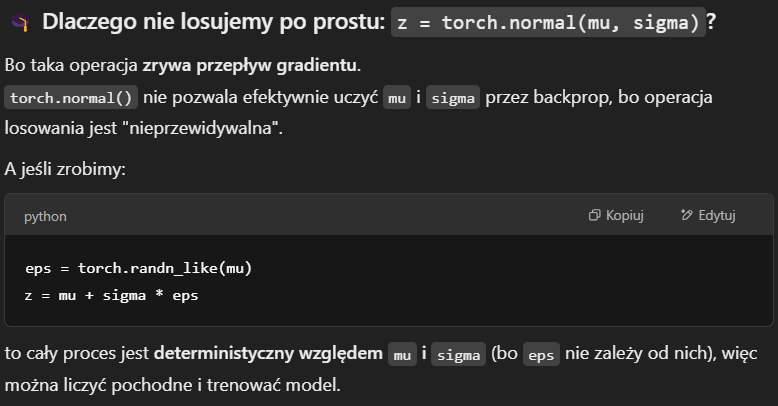 Dlaczego nie losujemy po prostu: z = torch.normal(mu, sigma)?
Bo taka operacja zrywa przepływ gradientu.
torch.normal() nie pozwala efektywnie uczyć mu i sigma przez backprop, bo operacja
losowania jest "nieprzewidywalna".
A jeśli zrobimy:
python Kopiuj Edytuj
eps = torch.randn_like(mu)
z = mu + sigma * eps
to cały proces jest deterministyczny względem mu i sigma (bo eps nie zależy od nich), więc
można liczyć pochodne i trenować model.